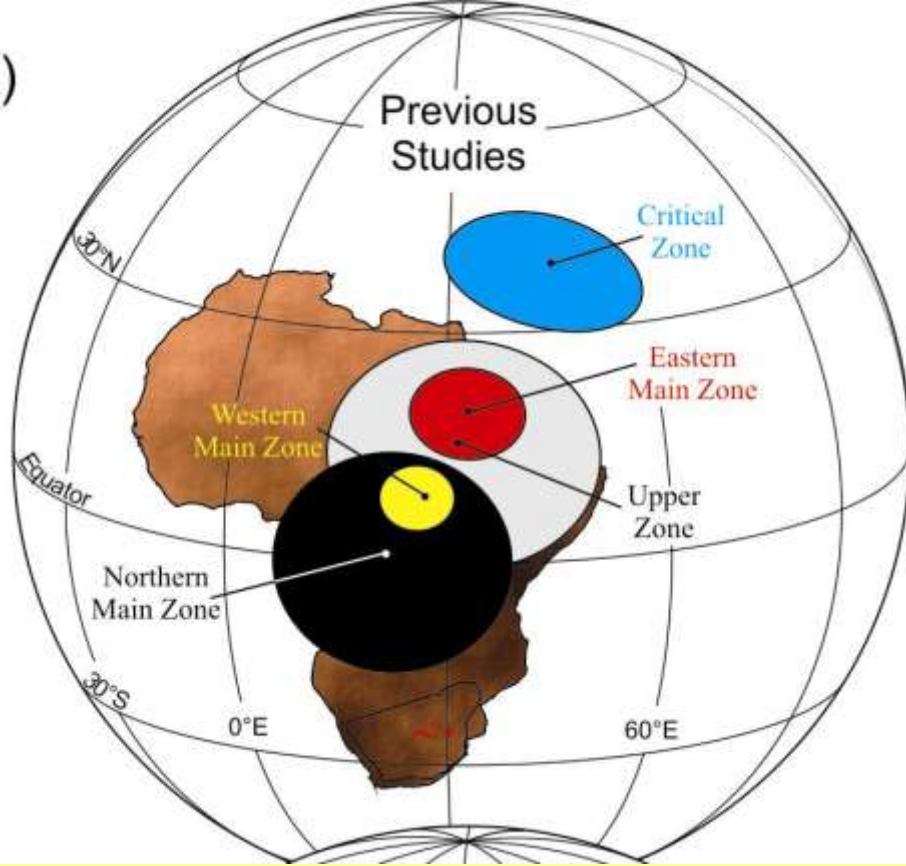 )
Previous
Studies
Critical
Zone
30°N
Eastern
Main Zone
Western
Main Zone
Equator
Upper
Zone
Northern
Main Zone
30°S
0°E
60°E